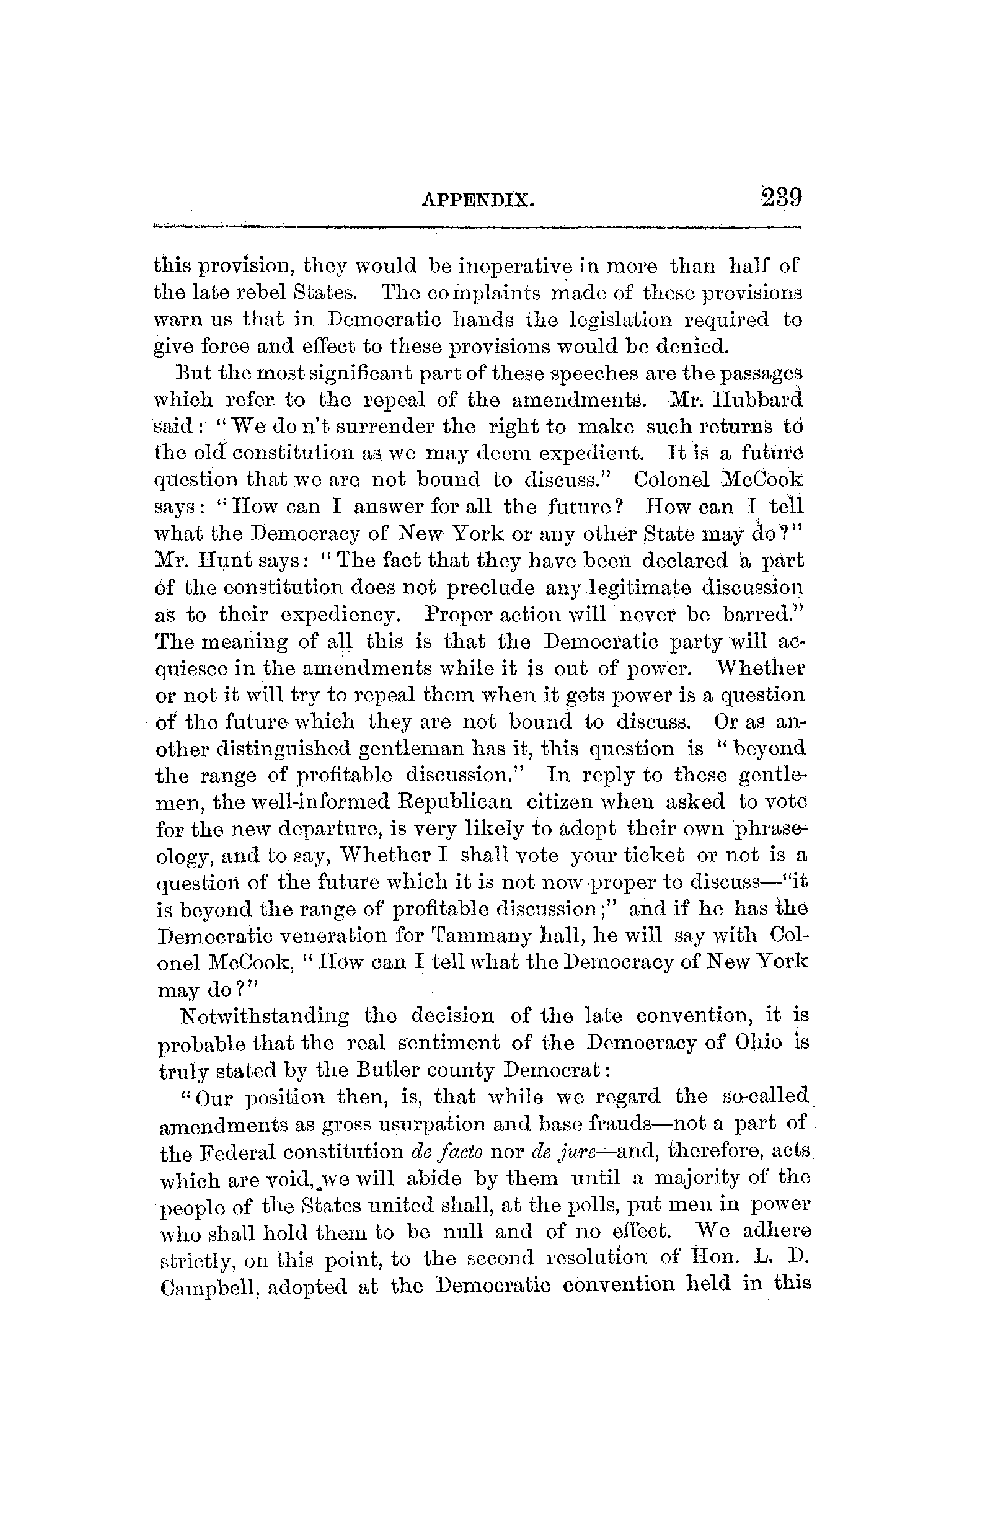 APPENDIX. 239
this provision, they would be inoperative in more than half of
the late rebel States. The complaints made of these provisions
warn us that in Democratic hands the legislation required to
give force and effect to these provisions would be denied.
But the most significant part of these speeches are the passages
which refer to the repeal of the amendments. Mr. Hubbard
said: "We don't surrender the right to make such returns to
the old constitution as we may deem expedient. It is a future
question that we are not bound to discuss." Colonel McCook
says: "How can I answer for all the future? How can I tell
what the Democracy of New York or any other State may do?"
Mr. Hunt says: "The fact that they have been declared a part
of the constitution does not preclude any legitimate discussion
as to their expediency. Proper action will never be barred."
The meaning of all this is that the Democratic party will ac-
quiesce in the amendments while it is out of power. Whether
or not it will try to repeal them when it gets power is a question
of the future which they are not bound to discuss. Or as an-
other distinguished gentleman has it, this question is "beyond
the range of profitable discussion." In reply to these gentle-
men, the well-informed Republican citizen when asked to vote
for the new departure, is very likely to adopt their own phrase-
ology, and to say, Whether I shall vote your ticket or not is a
question of the future which it is not now proper to discuss—"it
is beyond the range of profitable discussion;" and if he has the
Democratic veneration for Tammany hall, he will say with Col-
onel McCook, "How can I tell what the Democracy of New York
may do?"
Notwithstanding the decision of the late convention, it is
probable that the real sentiment of the Democracy of Ohio is
truly stated by the Butler county Democrat:
"Our position then, is, that while we regard the so-called
amendments as gross usurpation and base frauds—not a part of
the Federal constitution de facto nor de jure—and, therefore, acts
which are void, we will abide by them until a majority of the
people of the States united shall, at the polls, put men in power
who shall hold them to be null and of no effect. We adhere
strictly, on this point, to the second resolution of Hon. L. D.
Campbell, adopted at the Democratic convention held in this